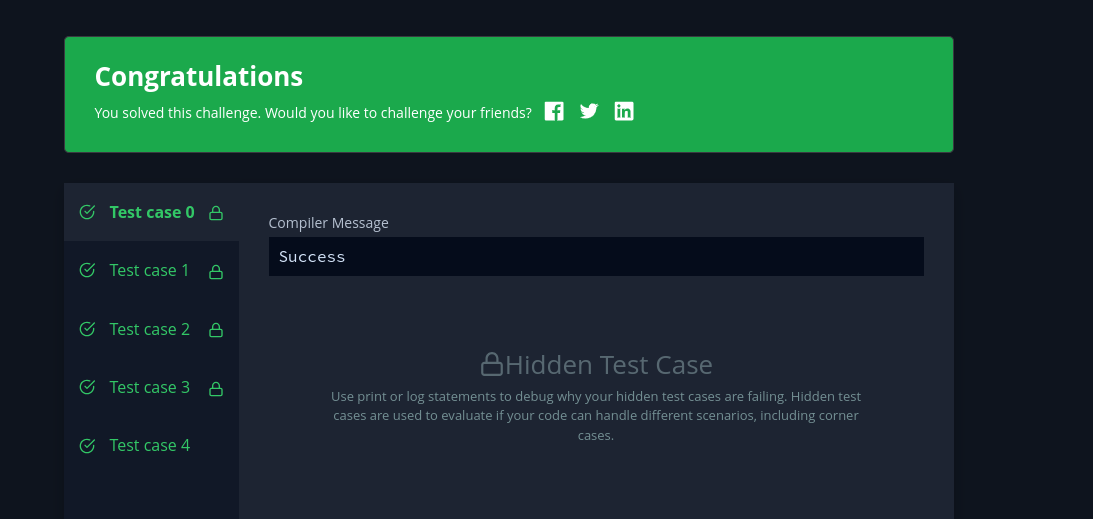 Congratulations
You solved this challenge. Would you like to challenge your friends?
Test case 0
Test case 1
Test case 2
Test case 3
Test case 4
Compiler Message
Success
Hidden Test Case
Use print or log statements to debug why your hidden test cases are failing. Hidden test
cases are used to evaluate if your code can handle different scenarios, including corner
cases.